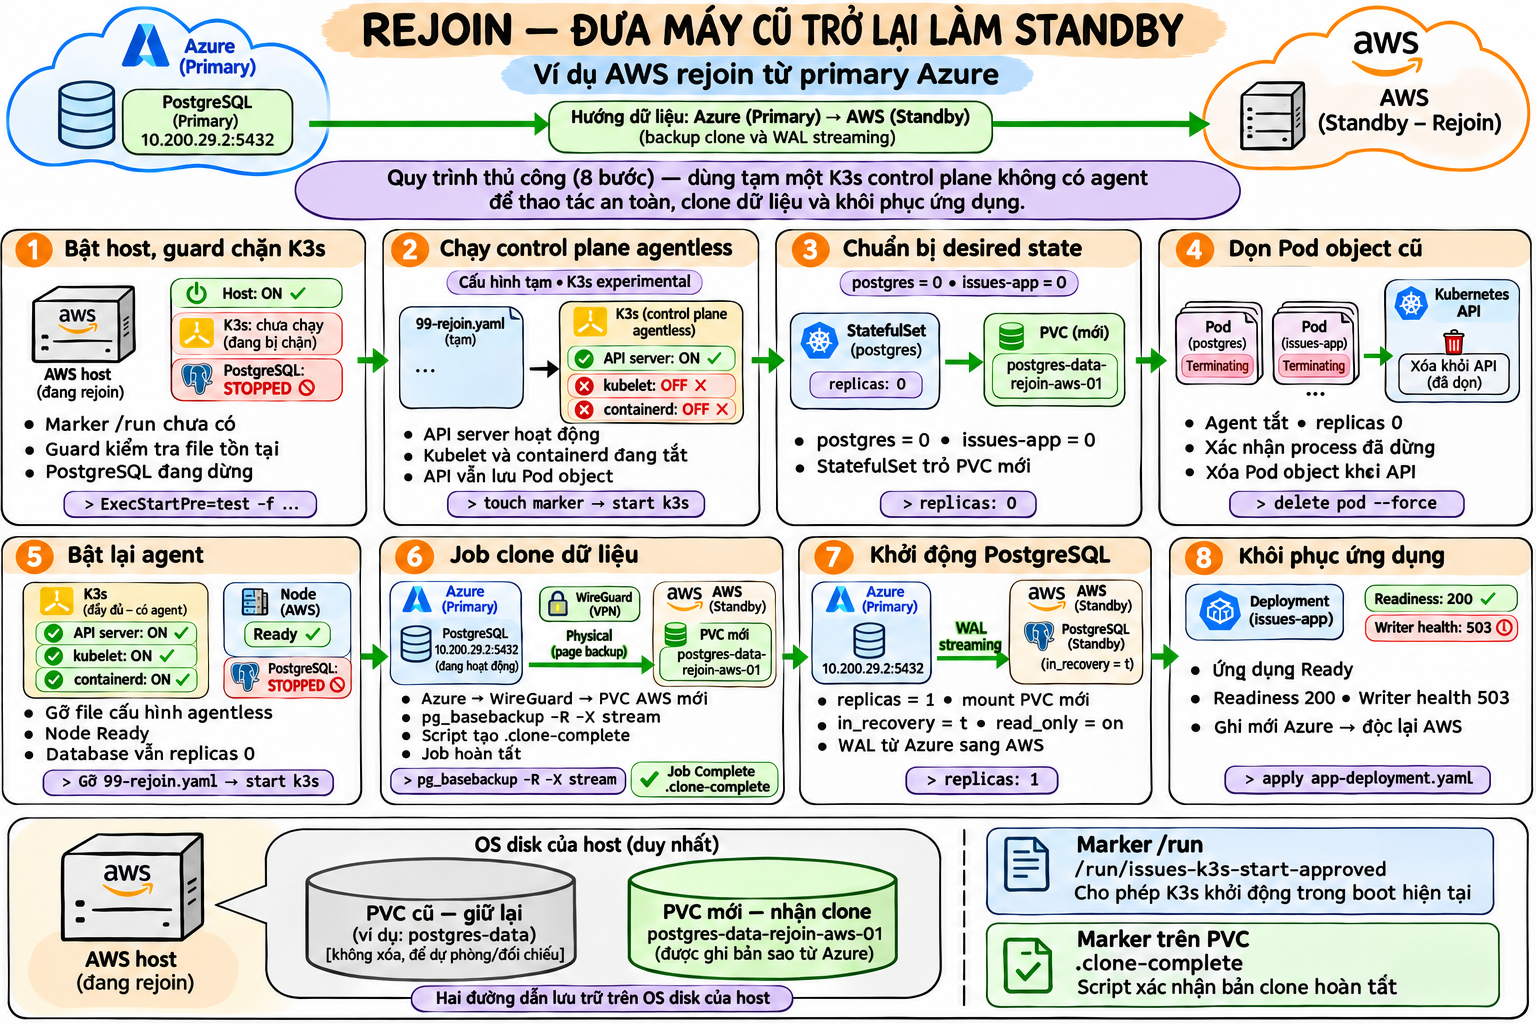 REJOIN — ĐƯA MÁY CŨ TRỞ LẠI LÀM STANDBY
Ví dụ AWS rejoin từ primary Azure
Azure
(Primary)
PostgreSQL
(Primary)
10.200.29.2:5432
Hướng dữ liệu: Azure (Primary) → AWS (Standby)
(backup clone và WAL streaming)
aws
AWS
(Standby – Rejoin)
Quy trình thủ công (8 bước) — dùng tạm một K3s control plane không có agent
để thao tác an toàn, clone dữ liệu và khôi phục ứng dụng.
1 Bật host, guard chặn K3s
aws
AWS host
(đang rejoin)
Host: ON ✓
K3s: chưa chạy
(đang bị chặn)
PostgreSQL:
STOPPED
• Marker /run chưa có
• Guard kiểm tra file tồn tại
• PostgreSQL đang dừng
> ExecStartPre=test -f ...
2 Chạy control plane agentless
Cấu hình tạm • K3s experimental
99-rejoin.yaml
(tạm)
...
K3s (control plane
agentless)
API server: ON ✓
kubelet: OFF ✕
containerd: OFF ✕
• API server hoạt động
• Kubelet và containerd đang tắt
• API vẫn lưu Pod object
> touch marker → start k3s
3 Chuẩn bị desired state
postgres = 0 • issues-app = 0
StatefulSet
(postgres)
replicas: 0
PVC (mới)
postgres-data-
rejoin-aws-01
• postgres = 0 • issues-app = 0
• StatefulSet trỏ PVC mới
> replicas: 0
4 Dọn Pod object cũ
Pod
(postgres)
Terminating
Pod
(issues-app)
Terminating
...
Kubernetes
API
Xóa khỏi API
(đã dọn)
• Agent tắt • replicas 0
• Xác nhận process đã dừng
• Xóa Pod object khỏi API
> delete pod --force
5 Bật lại agent
K3s
(đầy đủ – có agent)
API server: ON ✓
kubelet: ON ✓
containerd: ON ✓
Node
(AWS)
Ready ✓
PostgreSQL:
STOPPED
• Gỡ file cấu hình agentless
• Node Ready
• Database vẫn replicas 0
> Gỡ 99-rejoin.yaml → start k3s
6 Job clone dữ liệu
Azure
(Primary)
PostgreSQL
10.200.29.2:5432
(đang hoạt động)
WireGuard
(VPN)
Physical
(page backup)
aws AWS
(Standby)
PVC mới
postgres-data-
rejoin-aws-01
• Azure → WireGuard → PVC AWS mới
• pg_basebackup -R -X stream
• Script tạo .clone-complete
• Job hoàn tất
> pg_basebackup -R -X stream
✓ Job Complete
.clone-complete
7 Khởi động PostgreSQL
Azure
(Primary)
10.200.29.2:5432
WAL
streaming
aws AWS
(Standby)
PostgreSQL
(Standby)
(in_recovery = t)
• replicas = 1 • mount PVC mới
• in_recovery = t • read_only = on
• WAL từ Azure sang AWS
> replicas: 1
8 Khôi phục ứng dụng
Deployment
(issues-app)
Readiness: 200 ✓
Writer health: 503
• Ứng dụng Ready
• Readiness 200 • Writer health 503
• Ghi mới Azure → độc lại AWS
> apply app-deployment.yaml
aws
AWS host
(đang rejoin)
OS disk của host (duy nhất)
PVC cũ — giữ lại
(ví dụ: postgres-data)
[không xóa, để dự phòng/đối chiếu]
PVC mới — nhận clone
postgres-data-rejoin-aws-01
(được ghi bản sao từ Azure)
Hai đường dẫn lưu trữ trên OS disk của host
Marker /run
/run/issues-k3s-start-approved
Cho phép K3s khởi động trong boot hiện tại
Marker trên PVC
.clone-complete
Script xác nhận bản clone hoàn tất